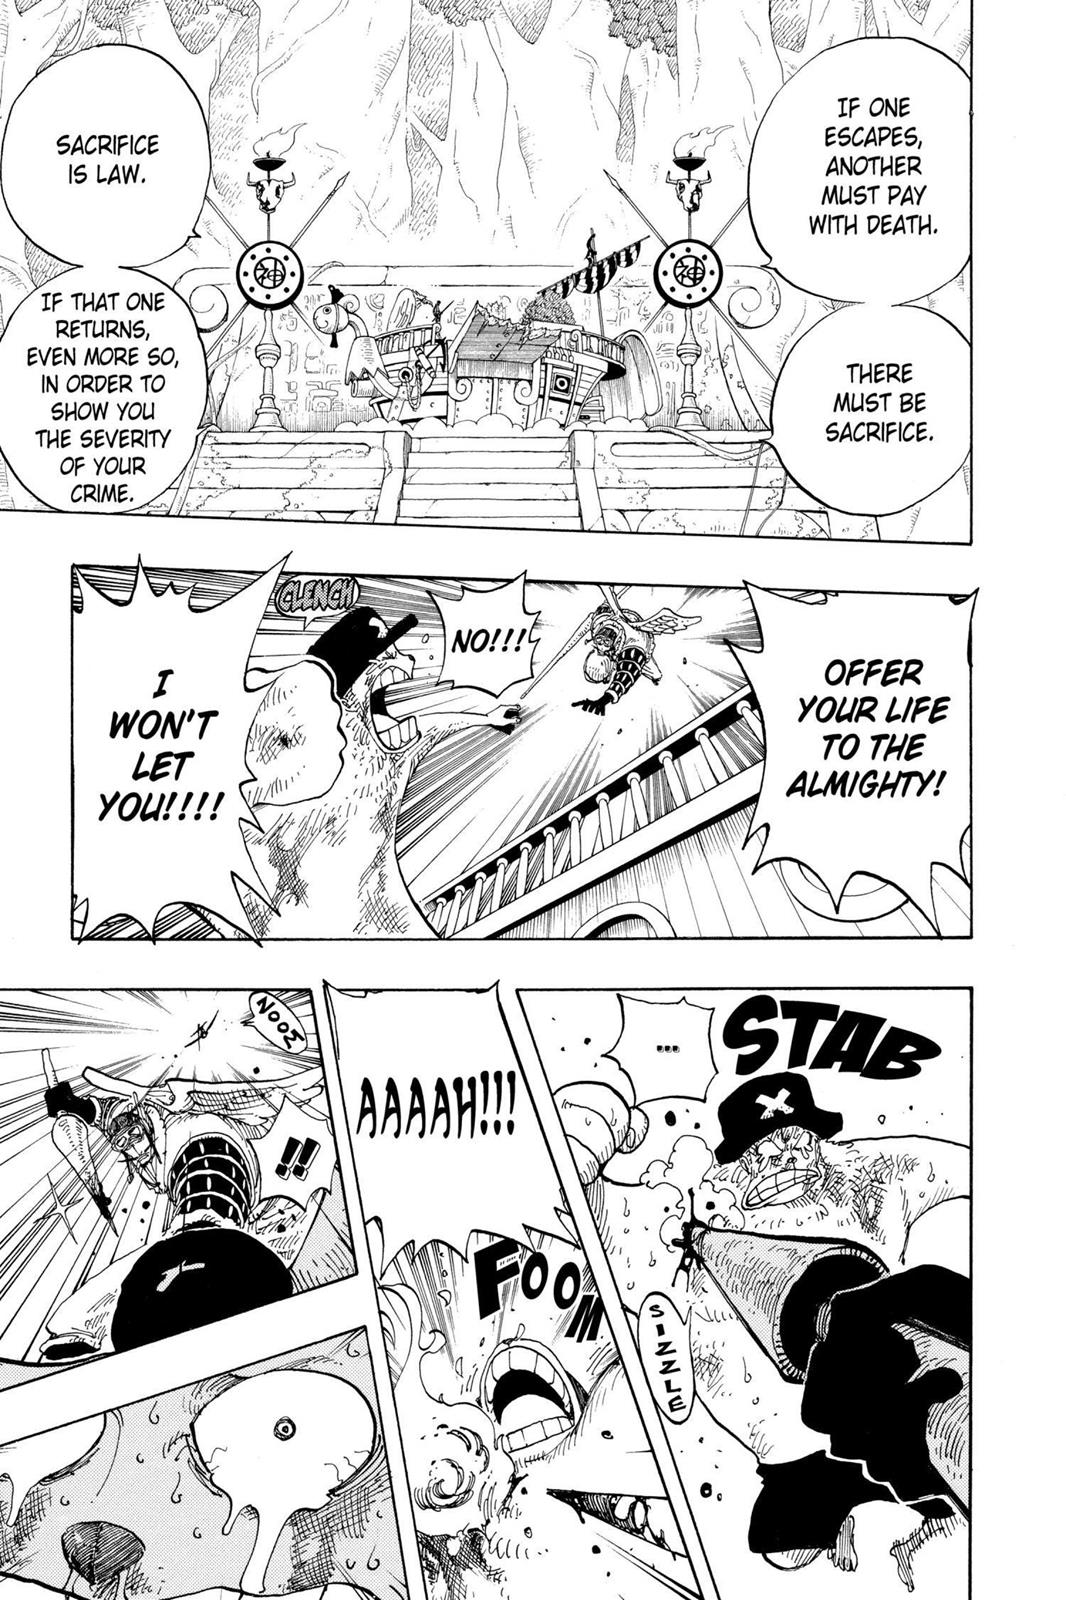 IF ONE
ESCAPES,
ANOTHER
MUST PAY
WITH DEATH.
THERE
MUST BE
SACRIFICE.
SACRIFICE
IS LAW.
IF THAT ONE
RETURNS,
EVEN MORE SO,
IN ORDER TO
SHOW YOU
THE SEVERITY
OF YOUR
CRIME.
神
神
OFFER
YOUR LIFE
TO THE
ALMIGHTY!
NO!!!
CLENCH
I
WON'T
LET
YOU!!!!
STAB
...
SIZZLE
FOOM
AAAAH!!!
ZOOM
!!